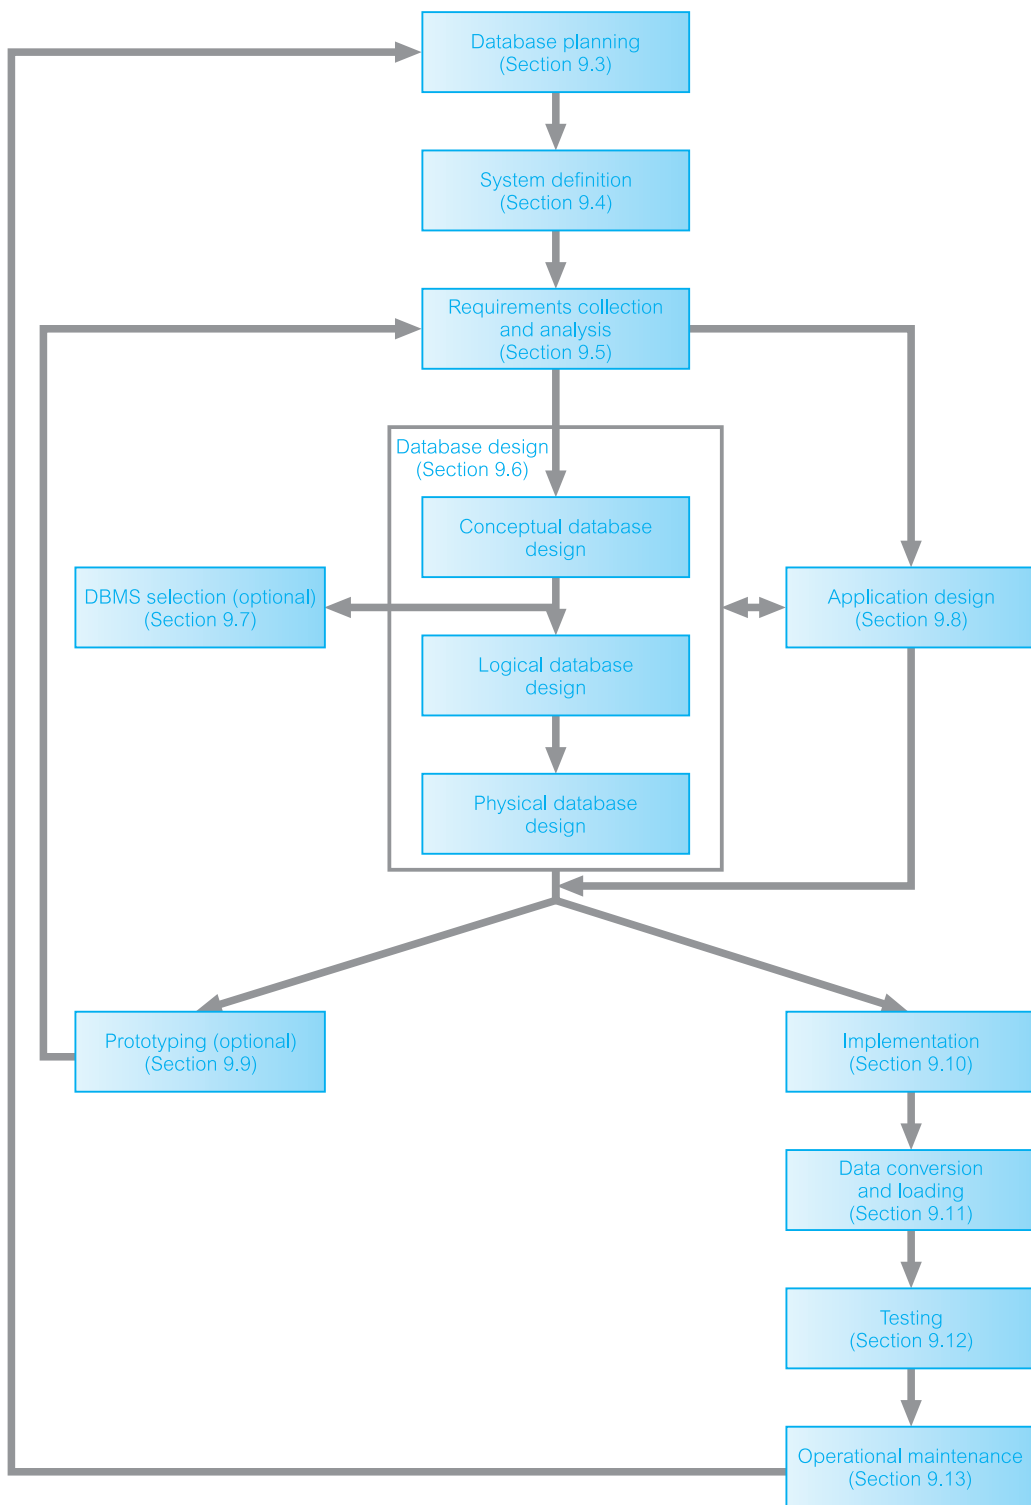 Database planning
(Section 9.3)
System definition
(Section 9.4)
Requirements collection
and analysis
(Section 9.5)
Database design
(Section 9.6)
Conceptual database
design
DBMS selection (optional)
(Section 9.7)
Application design
(Section 9.8)
Logical database
design
Physical database
design
Prototyping (optional)
(Section 9.9)
Implementation
(Section 9.10)
Data conversion
and loading
(Section 9.11)
Testing
(Section 9.12)
Operational maintenance
(Section 9.13)